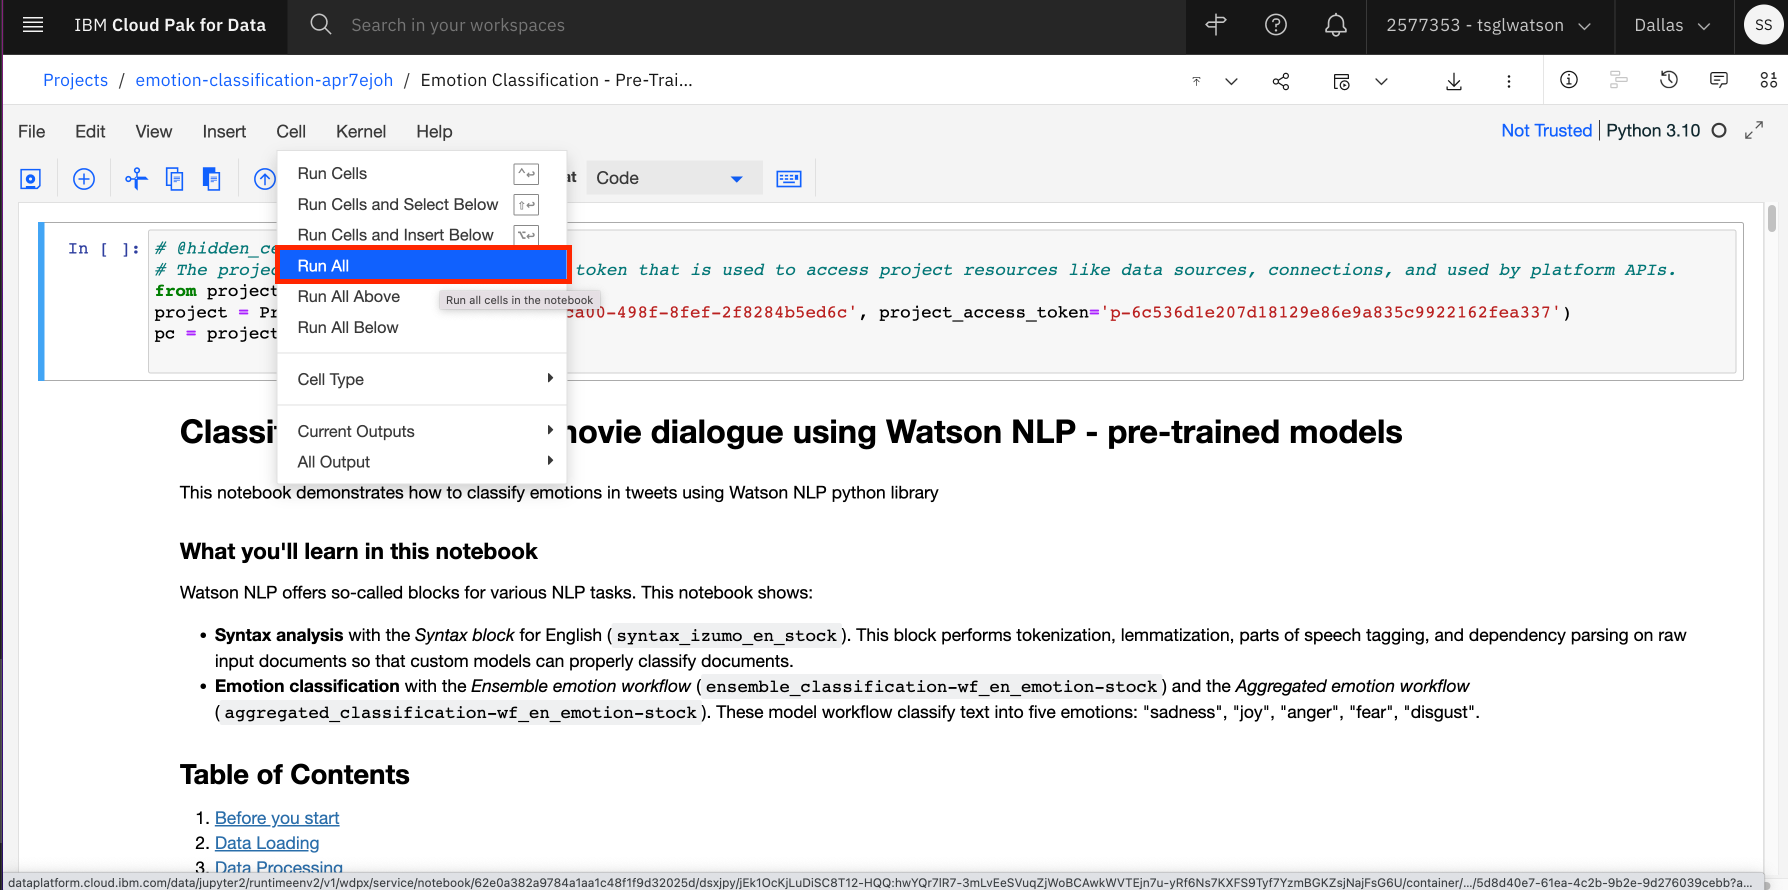 IBM Cloud Pak for Data
Search in your workspaces
2577353 - tsglwatson
Dallas
SS
Projects / emotion-classification-apr7ejoh / Emotion Classification - Pre-Trai...
File Edit View Insert Cell Kernel Help
Not Trusted Python 3.10
Code
Run Cells
Run Cells and Select Below
Run Cells and Insert Below
Run All
Run All Above
Run All Below
Run all cells in the notebook
Cell Type
Current Outputs
All Output
In [ ]:
# @hidden_ce
# The projec token that is used to access project resources like data sources, connections, and used by platform APIs.
from project
project = Pr ca00-498f-8fef-2f8284b5ed6c', project_access_token='p-6c536d1e207d18129e86e9a835c9922162fea337')
pc = project
Classi movie dialogue using Watson NLP - pre-trained models
This notebook demonstrates how to classify emotions in tweets using Watson NLP python library
What you'll learn in this notebook
Watson NLP offers so-called blocks for various NLP tasks. This notebook shows:
• Syntax analysis with the Syntax block for English ( syntax_izumo_en_stock ). This block performs tokenization, lemmatization, parts of speech tagging, and dependency parsing on raw
input documents so that custom models can properly classify documents.
• Emotion classification with the Ensemble emotion workflow ( ensemble_classification-wf_en_emotion-stock ) and the Aggregated emotion workflow
( aggregated_classification-wf_en_emotion-stock ). These model workflow classify text into five emotions: "sadness", "joy", "anger", "fear", "disgust".
Table of Contents
1. Before you start
2. Data Loading
3. Data Processing
dataplatform.cloud.ibm.com/data/jupyter2/runtimeenv2/v1/wdpx/service/notebook/62e0a382a9784a1aa1c48f1f9d32025d/dsxjpy/jEk1OcKjLuDiSC8T12-HQQ:hwYQr7lR7-3mLvEeSVuqZjWoBCAwkWVTEjn7u-yRf6Ns7KXFS9Tyf7YzmBGKZsjNajFsG6U/container/.../5d8d40e7-61ea-4c2b-9b2e-9d276039cebb?a...